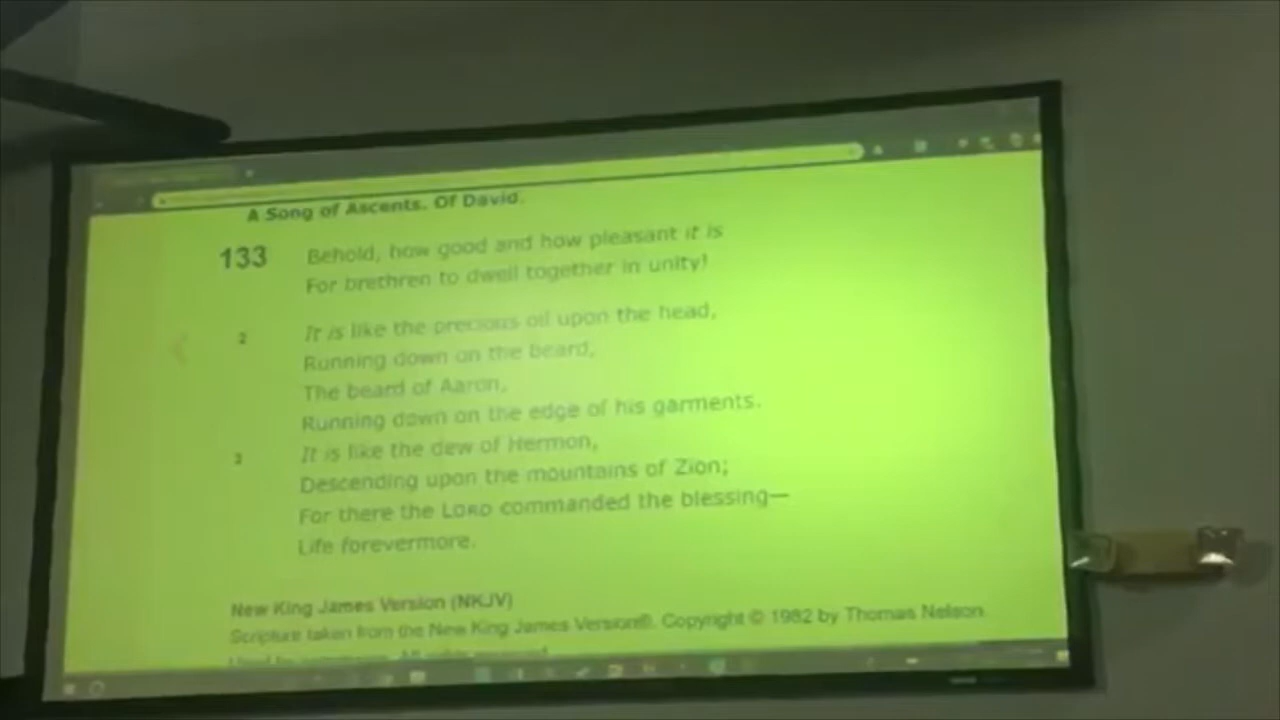 A Song of Ascents. Of David.
133 Behold, how good and how pleasant it is
For brethren to dwell together in unity!
2 It is like the precious oil upon the head,
Running down on the beard,
The beard of Aaron,
Running down on the edge of his garments.
3 It is like the dew of Hermon,
Descending upon the mountains of Zion;
For there the LORD commanded the blessing—
Life forevermore.
New King James Version (NKJV)
Scripture taken from the New King James Version®. Copyright © 1982 by Thomas Nelson.